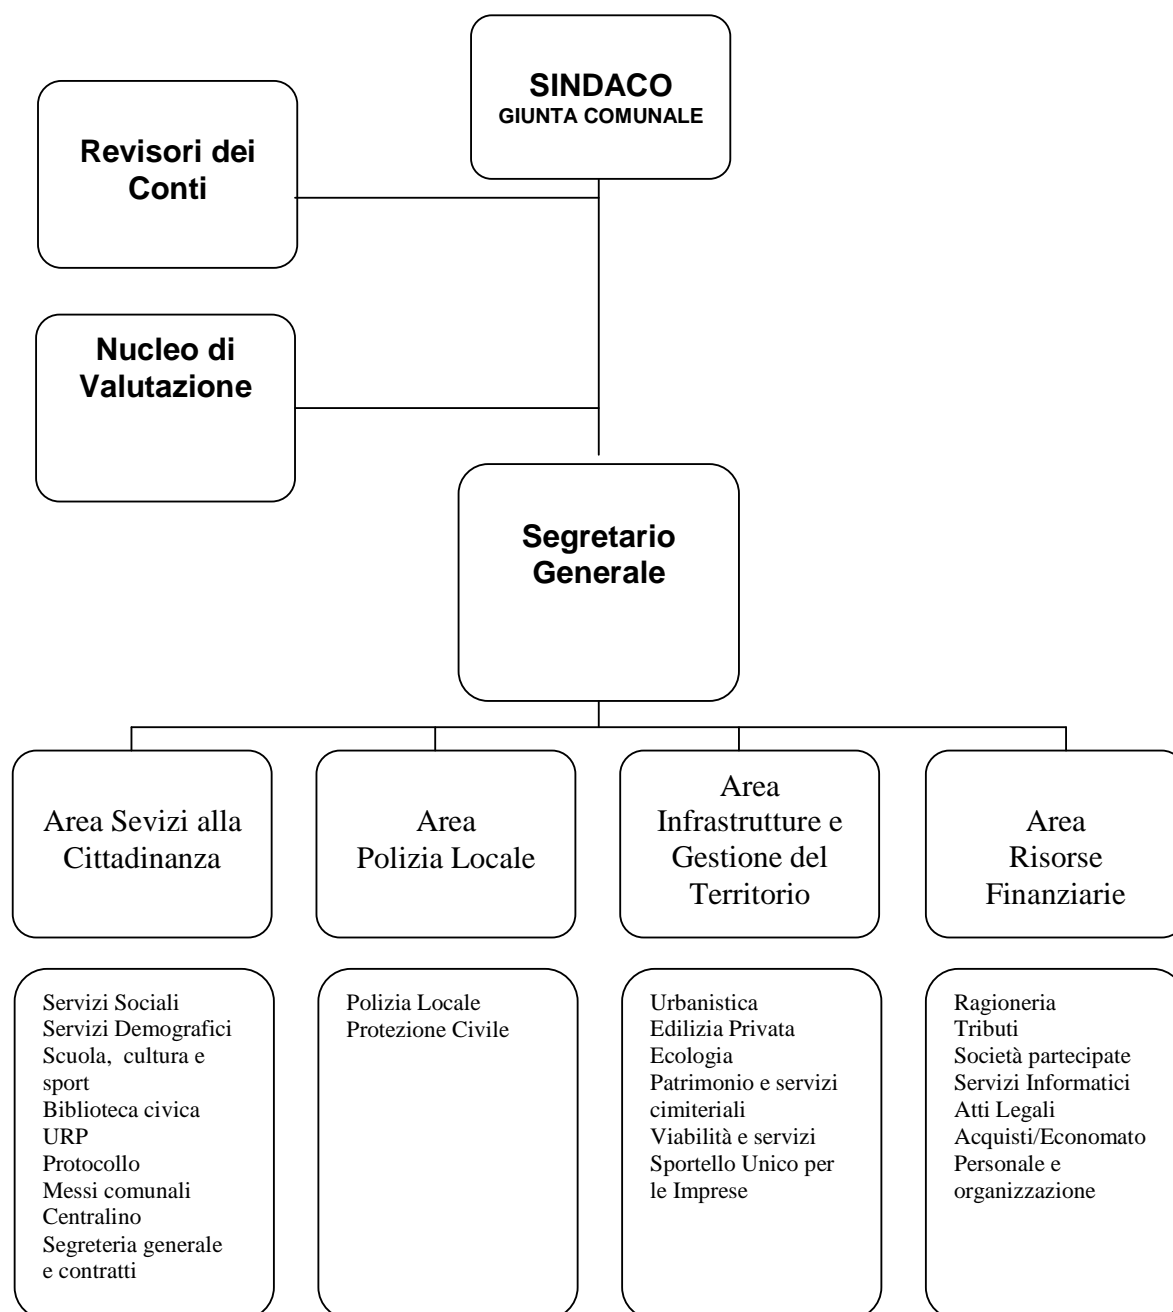 SINDACO
GIUNTA COMUNALE
Revisori dei
Conti
Nucleo di
Valutazione
Segretario
Generale
Area Sevizi alla
Cittadinanza
Area
Polizia Locale
Area
Infrastrutture e
Gestione del
Territorio
Area
Risorse
Finanziarie
Servizi Sociali
Servizi Demografici
Scuola, cultura e
sport
Biblioteca civica
URP
Protocollo
Messi comunali
Centralino
Segreteria generale
e contratti
Polizia Locale
Protezione Civile
Urbanistica
Edilizia Privata
Ecologia
Patrimonio e servizi
cimiteriali
Viabilità e servizi
Sportello Unico per
le Imprese
Ragioneria
Tributi
Società partecipate
Servizi Informatici
Atti Legali
Acquisti/Economato
Personale e
organizzazione